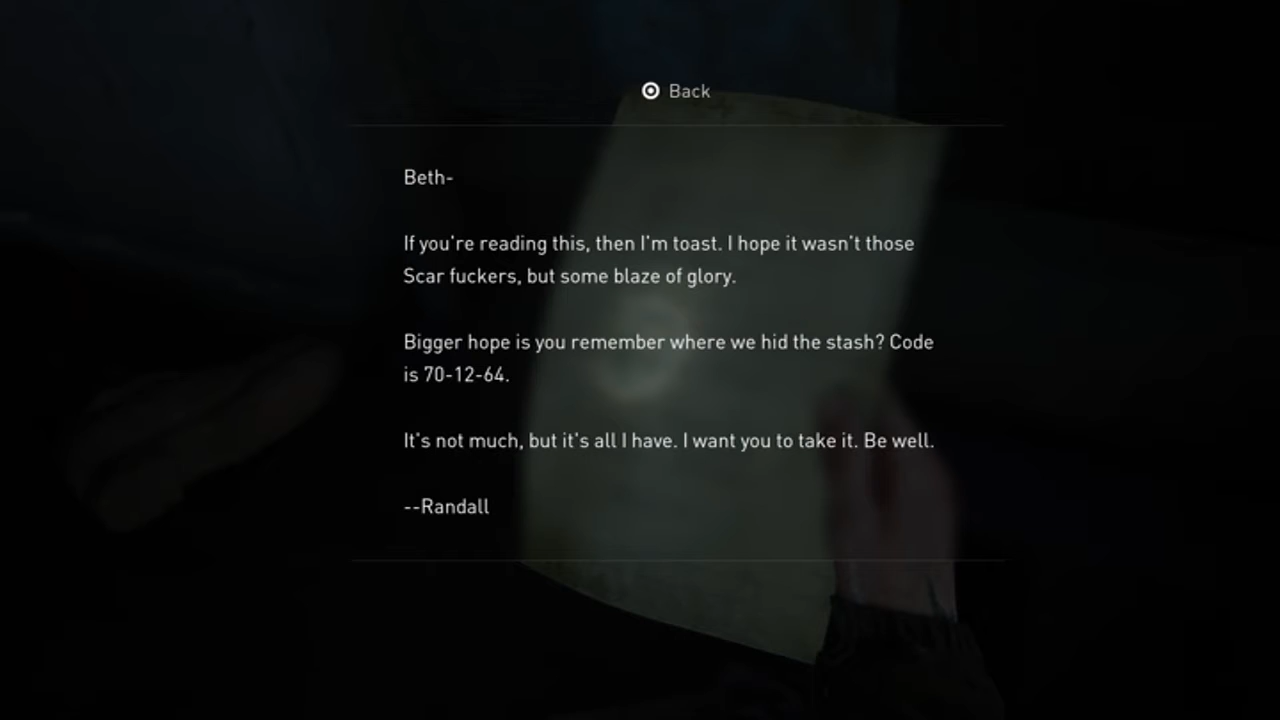 Back
Beth-
If you're reading this, then I'm toast. I hope it wasn't those
Scar fuckers, but some blaze of glory.
Bigger hope is you remember where we hid the stash? Code
is 70-12-64.
It's not much, but it's all I have. I want you to take it. Be well.
--Randall